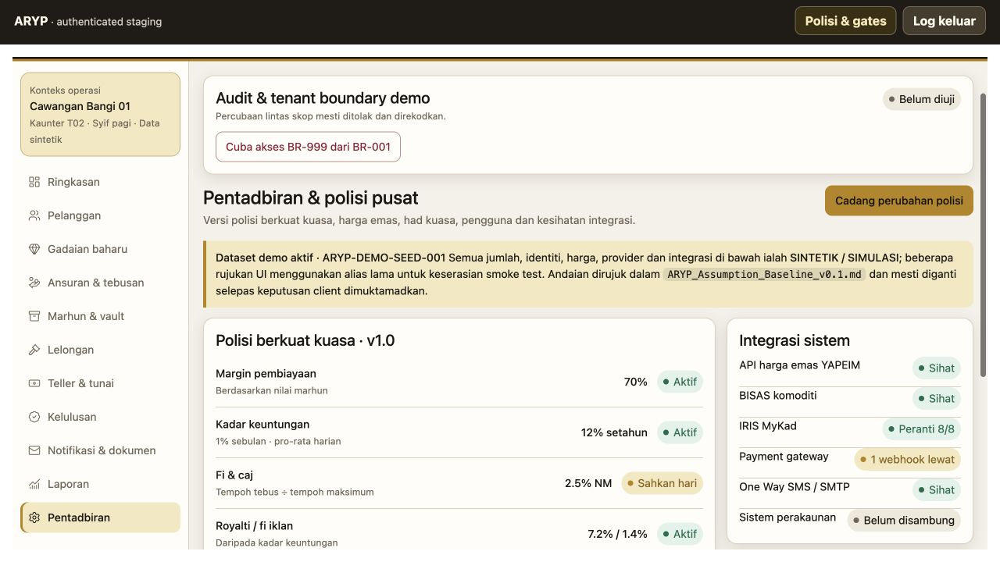 ARYP · authenticated staging
Polisi & gates
Log keluar
Konteks operasi
Cawangan Bangi 01
Kaunter T02 · Syif pagi · Data
sintetik
Ringkasan
Pelanggan
Gadaian baharu
Ansuran & tebusan
Marhun & vault
Lelongan
Teller & tunai
Kelulusan
Notifikasi & dokumen
Laporan
Pentadbiran
Audit & tenant boundary demo
Belum diuji
Percubaan lintas skop mesti ditolak dan direkodkan.
Cuba akses BR-999 dari BR-001
Pentadbiran & polisi pusat
Cadang perubahan polisi
Versi polisi berkuat kuasa, harga emas, had kuasa, pengguna dan kesihatan integrasi.
Dataset demo aktif · ARYP-DEMO-SEED-001 Semua jumlah, identiti, harga, provider dan integrasi di bawah ialah SINTETIK / SIMULASI; beberapa
rujukan UI menggunakan alias lama untuk keserasian smoke test. Andaian dirujuk dalam ARYP_Assumption_Baseline_v0.1.md dan mesti diganti
selepas keputusan client dimuktamadkan.
Polisi berkuat kuasa · v1.0
Margin pembiayaan
Berdasarkan nilai marhun
70% Aktif
Kadar keuntungan
1% sebulan · pro-rata harian
12% setahun Aktif
Fi & caj
Tempoh tebus ÷ tempoh maksimum
2.5% NM Sahkan hari
Royalti / fi iklan
Daripada kadar keuntungan
7.2% / 1.4% Aktif
Integrasi sistem
API harga emas YAPEIM Sihat
BISAS komoditi Sihat
IRIS MyKad Peranti 8/8
Payment gateway 1 webhook lewat
One Way SMS / SMTP Sihat
Sistem perakaunan Belum disambung